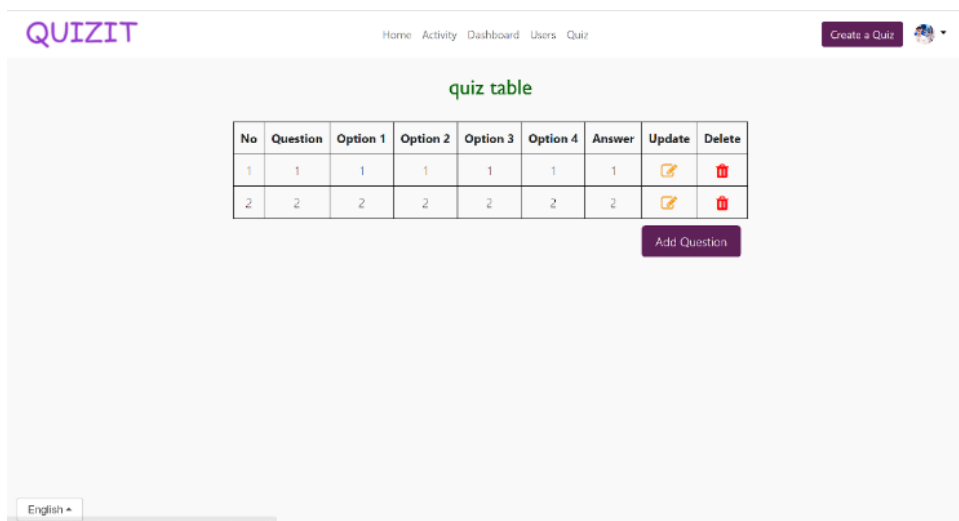 QUIZIT Home Activity Dashboard Users Quiz Create a Quiz
quiz table
No Question Option 1 Option 2 Option 3 Option 4 Answer Update Delete
1 1 1 1 1 1 1
2 2 2 2 2 2 2
Add Question
English